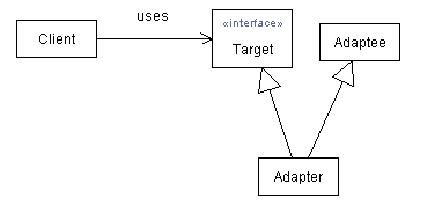 uses
Client
«interface»
Target
Adaptee
Adapter